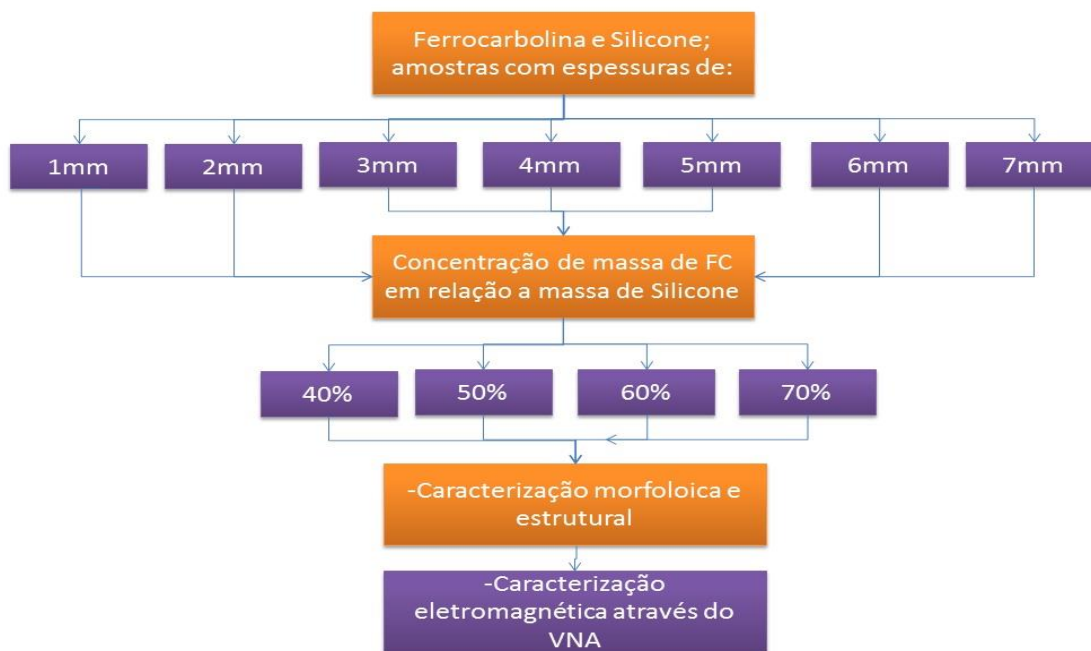 Ferrocarbolina e Silicone;
amostras com espessuras de:
1mm
2mm
3mm
4mm
5mm
6mm
7mm
Concentração de massa de FC
em relação a massa de Silicone
40%
50%
60%
70%
-Caracterização morfoloica e
estrutural
-Caracterização
eletromagnética através do
VNA